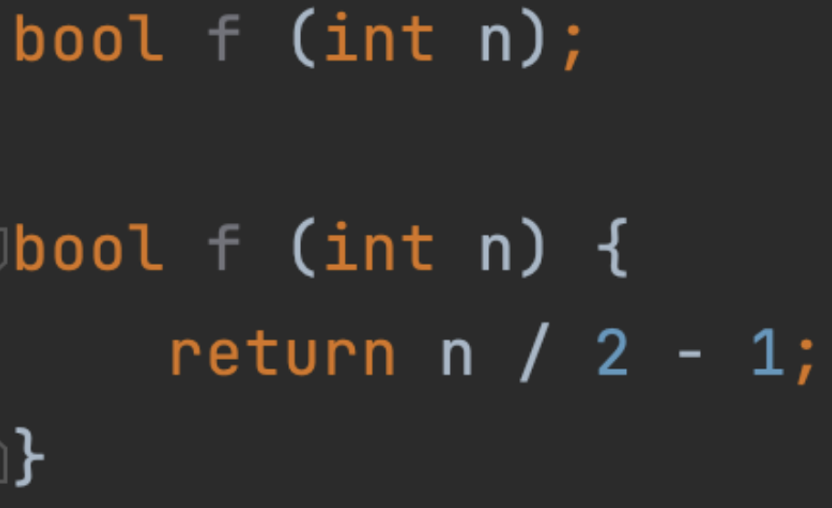 bool f (int n);
bool f (int n) {
return n / 2 - 1;
}